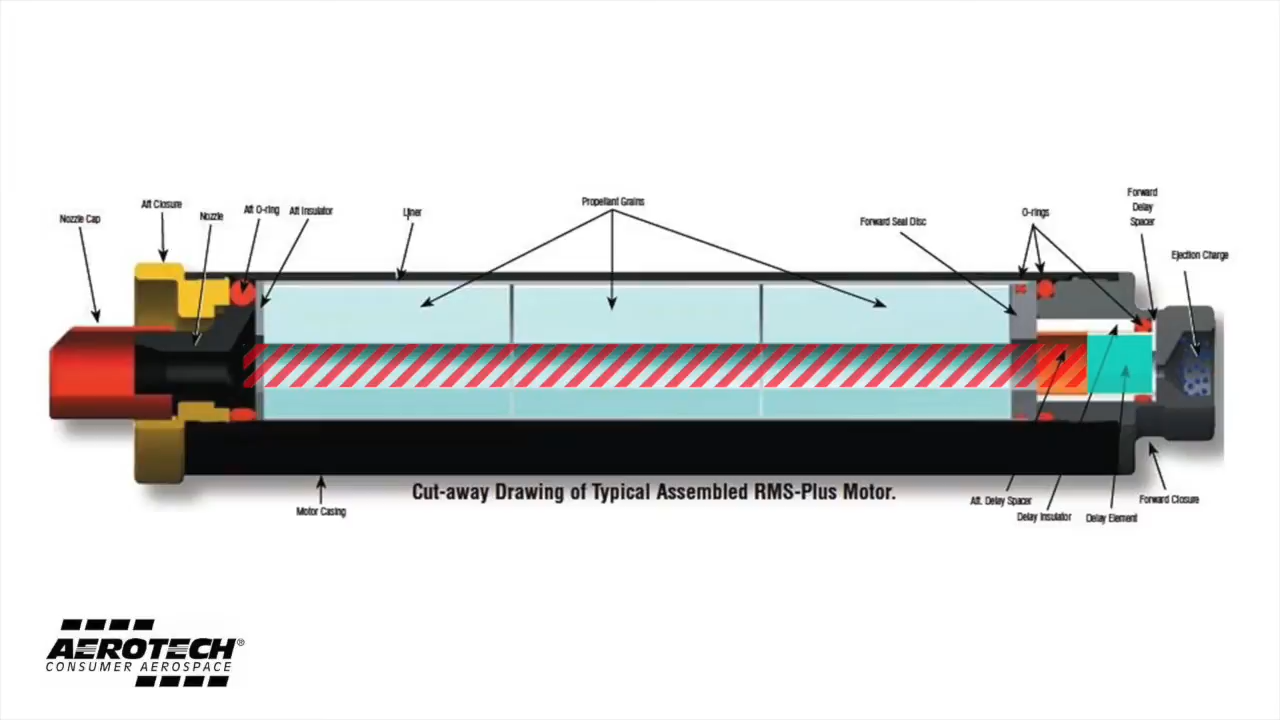 Nozzle Cap
Aft Closure
Nozzle
Aft O-ring
Aft Insulator
Liner
Propellant Grains
Forward Seal Disc
O-rings
Forward
Delay
Spacer
Ejection Charge
Cut-away Drawing of Typical Assembled RMS-Plus Motor.
Motor Casing
Aft. Delay Spacer
Delay Insulator
Delay Element
Forward Closure
AEROTECH®
CONSUMER AEROSPACE